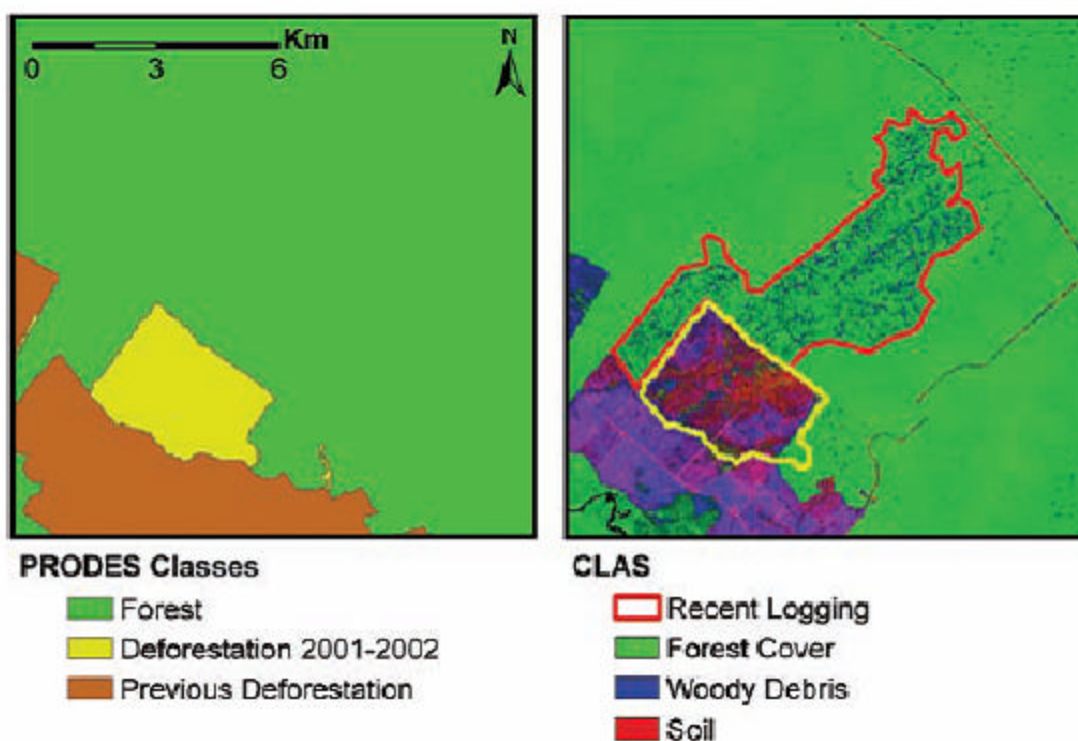 Km
0 3 6
N
PRODES Classes
Forest
Deforestation 2001-2002
Previous Deforestation
CLAS
Recent Logging
Forest Cover
Woody Debris
Soil